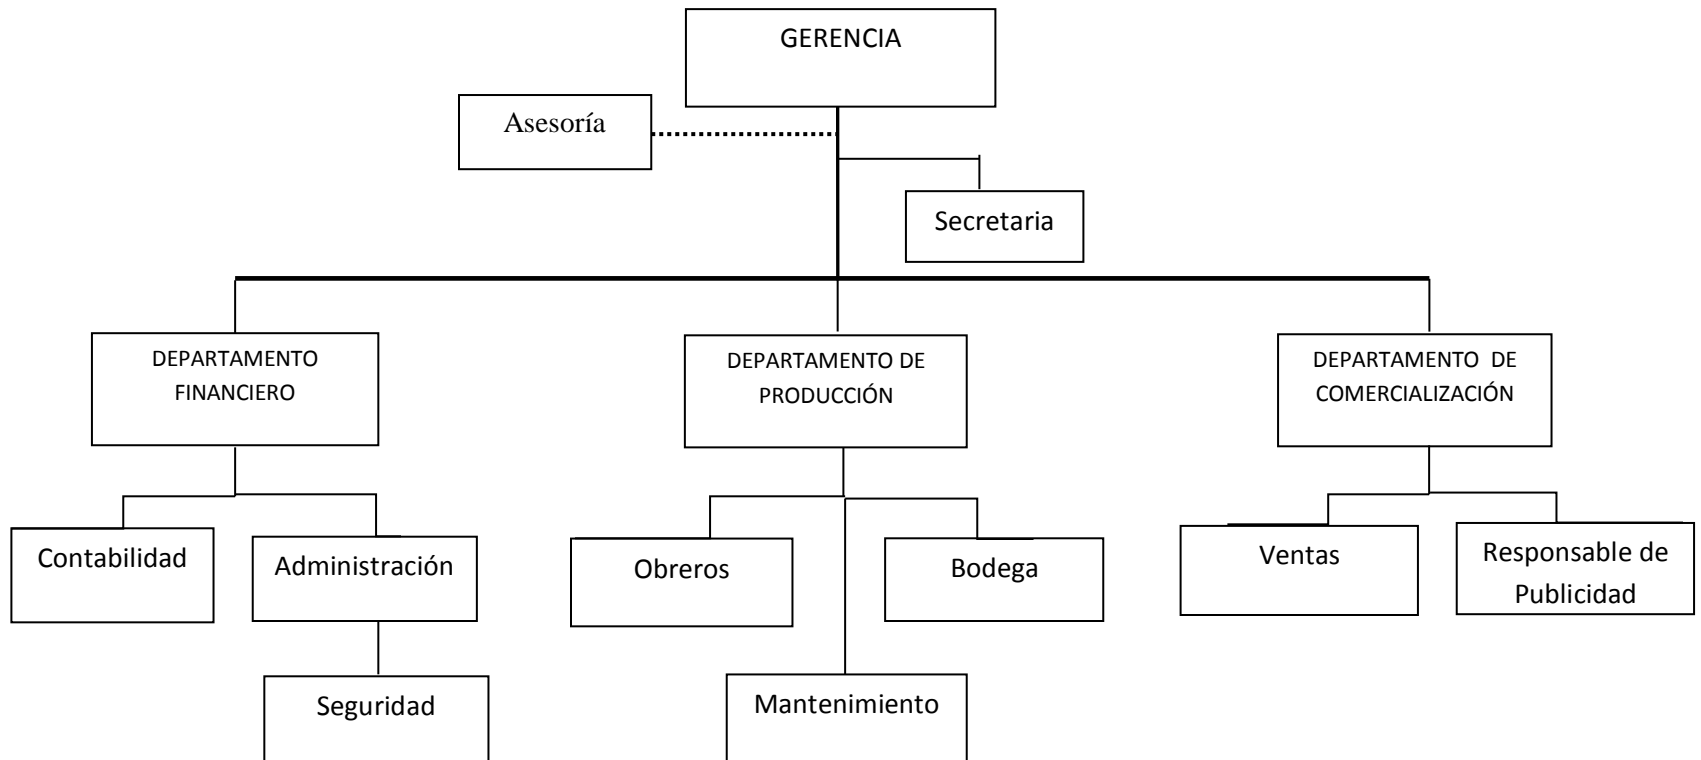 GERENCIA
Asesoría
Secretaria
DEPARTAMENTO
FINANCIERO
DEPARTAMENTO DE
PRODUCCIÓN
DEPARTAMENTO DE
COMERCIALIZACIÓN
Contabilidad
Administración
Obreros
Bodega
Ventas
Responsable de
Publicidad
Seguridad
Mantenimiento